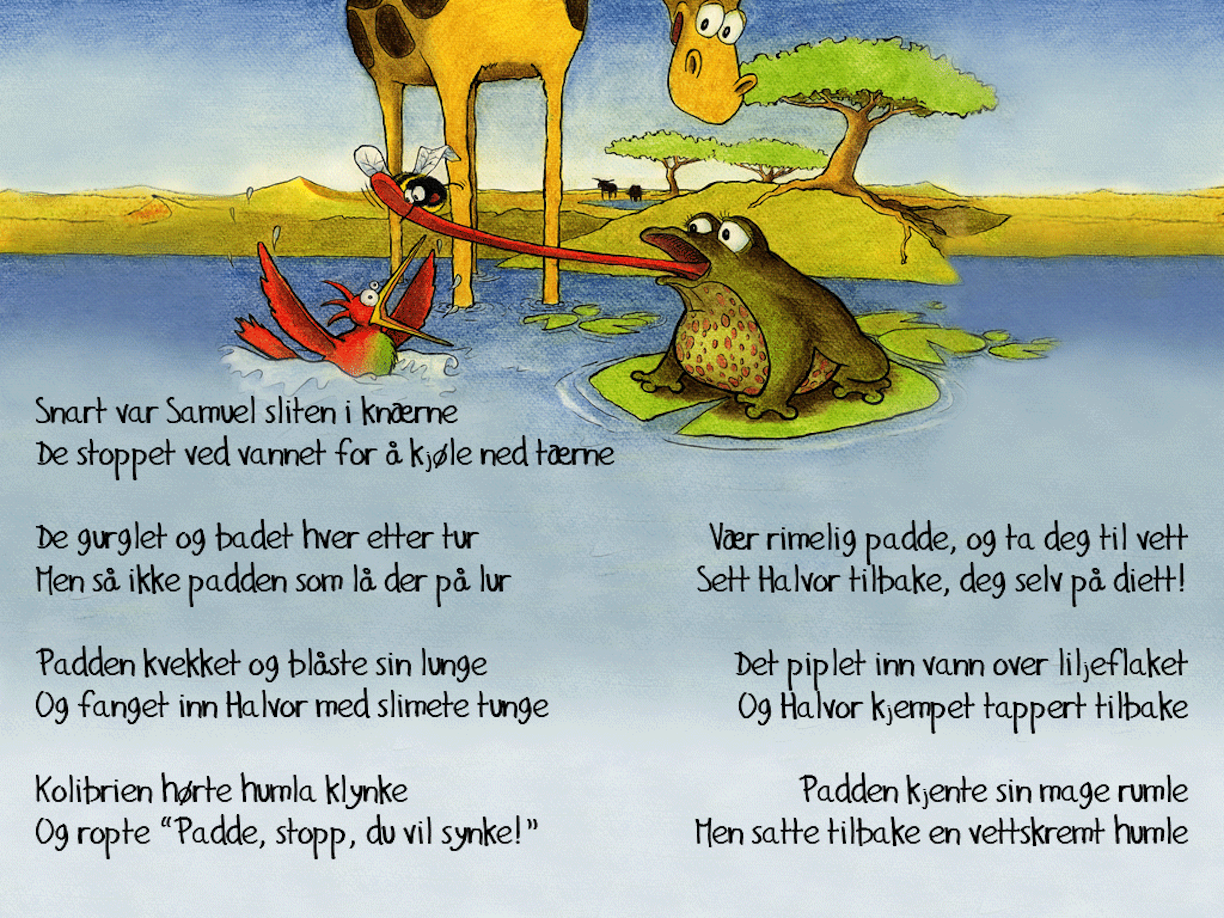 Snart var Samuel sliten i knærne
De stoppet ved vannet for å kjøle ned tærne
De gurglet og badet hver etter tur
Men så ikke padden som lå der på lur
Padden kvekket og blåste sin lunge
Og fanget inn Halvor med slimete tunge
Kolibrien hørte humla klynke
Og ropte “Padde, stopp, du vil synke!”
Vær rimelig padde, og ta deg til vett
Sett Halvor tilbake, deg selv på diett!
Det piplet inn vann over liljeflaket
Og Halvor kjempet tappert tilbake
Padden kjente sin mage rumle
Men satte tilbake en vettskremt humle